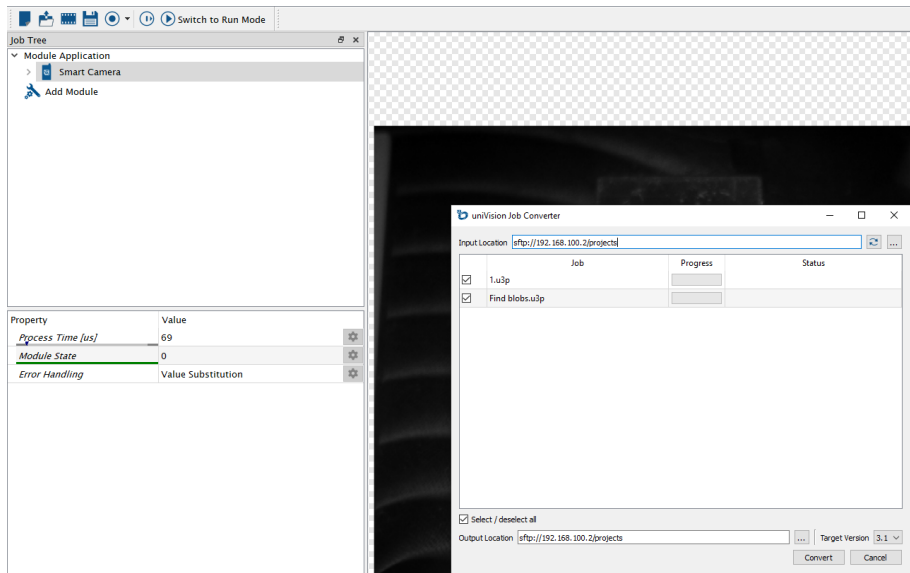 Switch to Run Mode
Job Tree
Module Application
Smart Camera
Add Module
Property Value
Process Time [us] 69
Module State 0
Error Handling Value Substitution
uniVision Job Converter
Input Location sftp://192.168.100.2/projects ...
Job Progress Status
1.u3p
Find blobs.u3p
Select / deselect all
Output Location sftp://192.168.100.2/projects ... Target Version 3.1
Convert Cancel